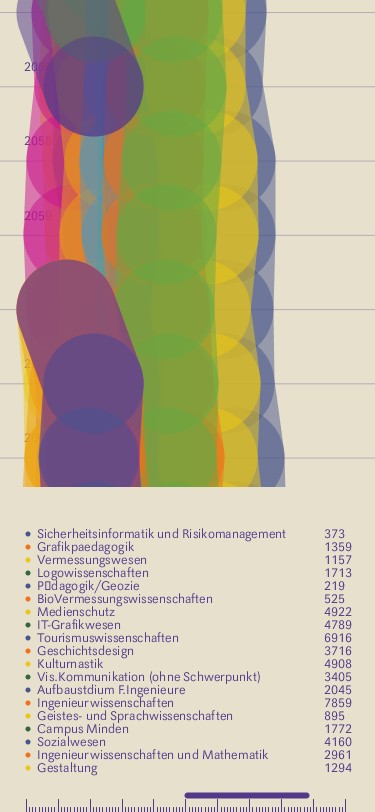 2058
2059
Sicherheitsinformatik und Risikomanagement 373
Grafikpaedagogik 1359
Vermessungswesen 1157
Logowissenschaften 1713
P▯dagogik/Geozie 219
BioVermessungswissenschaften 525
Medienschutz 4922
IT-Grafikwesen 4789
Tourismuswissenschaften 6916
Geschichtsdesign 3716
Kulturnastik 4908
Vis.Kommunikation (ohne Schwerpunkt) 3405
Aufbaustdium F.Ingenieure 2045
Ingenieurwissenschaften 7859
Geistes- und Sprachwissenschaften 895
Campus Minden 1772
Sozialwesen 4160
Ingenieurwissenschaften und Mathematik 2961
Gestaltung 1294